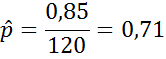 p̂ = 0,85/120 = 0,71